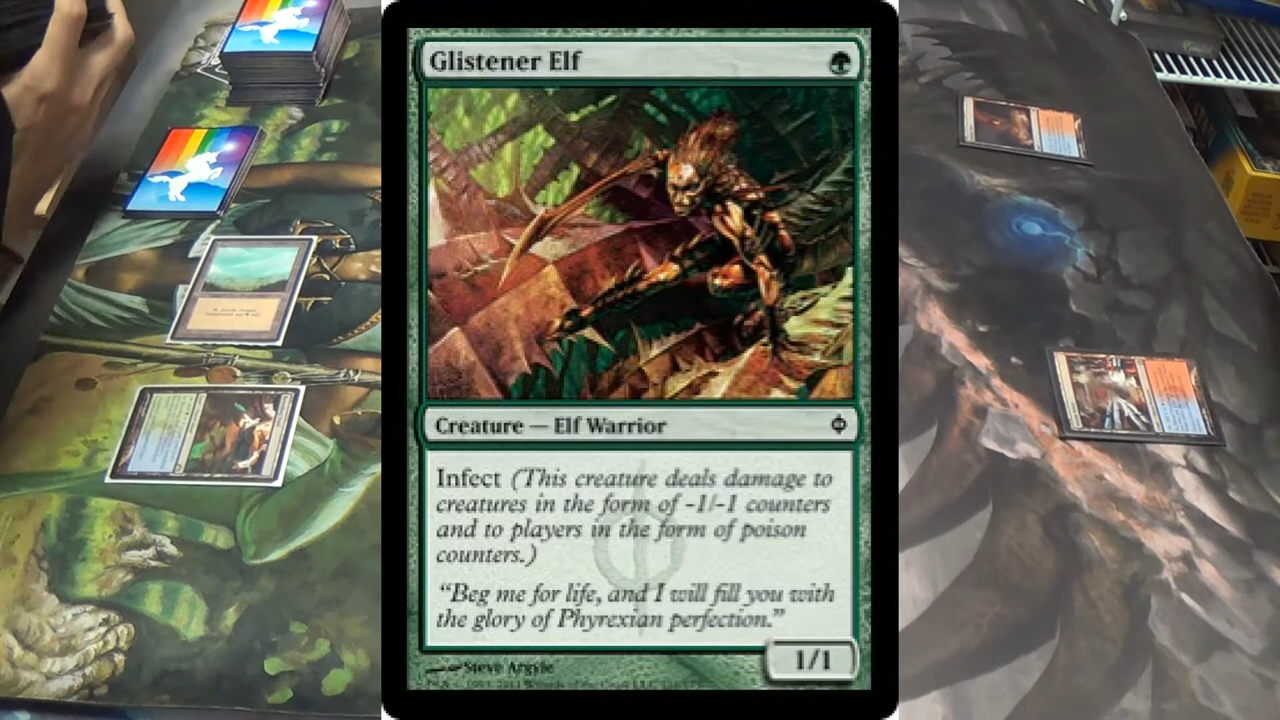 Glistener Elf
Creature — Elf Warrior
Infect (This creature deals damage to
creatures in the form of -1/-1 counters
and to players in the form of poison
counters.)
“Beg me for life, and I will fill you with
the glory of Phyrexian perfection.”
1/1
Steve Argyle